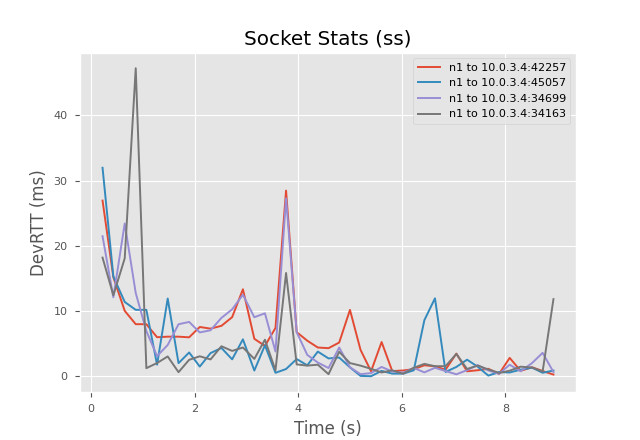 Socket Stats (ss)
n1 to 10.0.3.4:42257
n1 to 10.0.3.4:45057
n1 to 10.0.3.4:34699
n1 to 10.0.3.4:34163
DevRTT (ms)
40
30
20
10
0
0 2 4 6 8
Time (s)